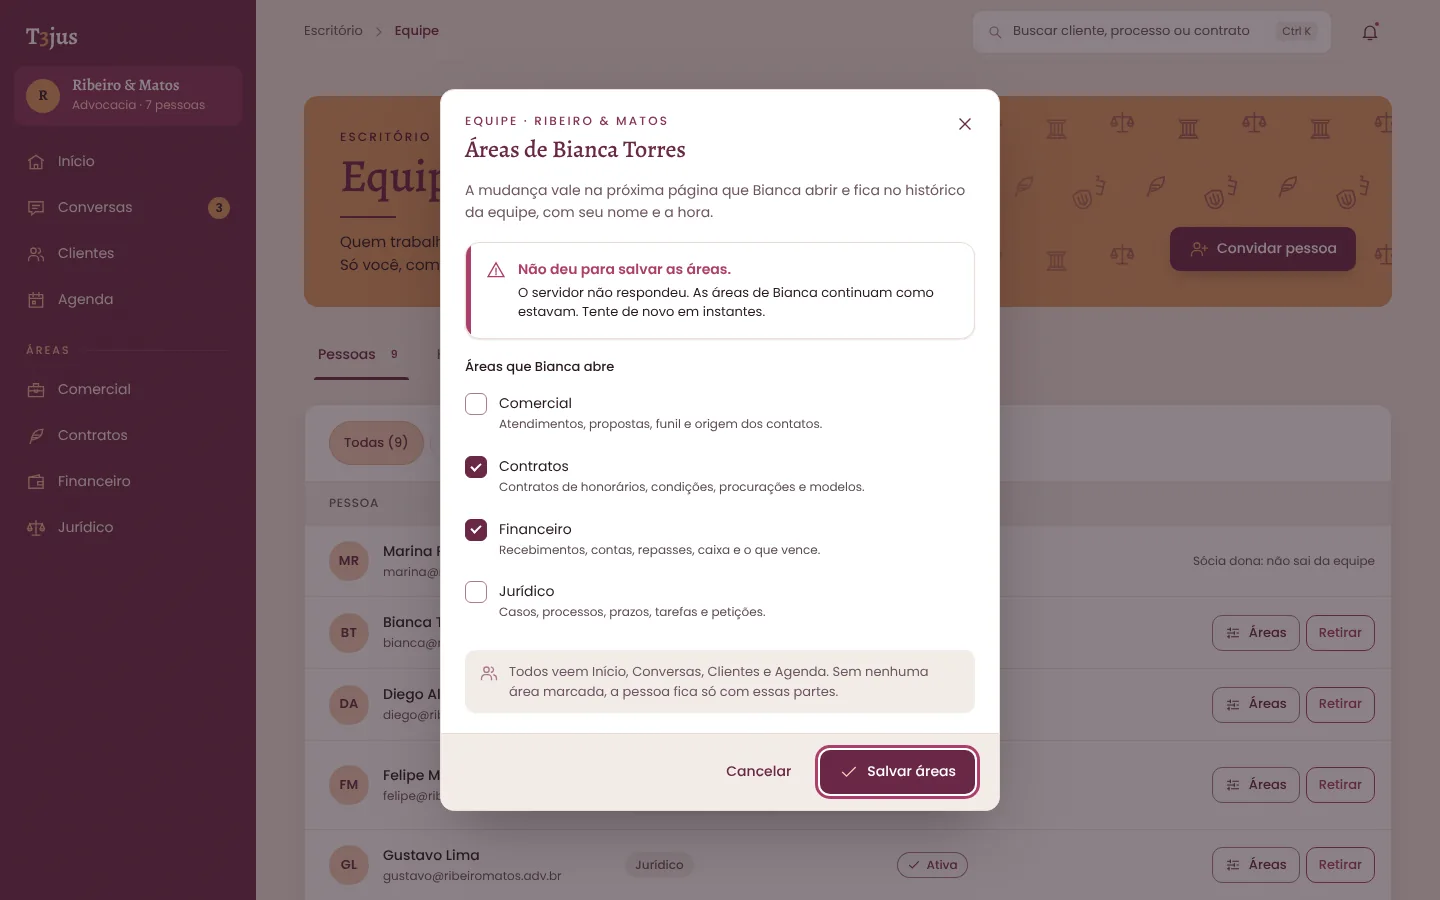 T3jus
R
Ribeiro & Matos
Advocacia · 7 pessoas
Início
Conversas
3
Clientes
Agenda
ÁREAS
Comercial
Contratos
Financeiro
Jurídico
Escritório
Equipe
Buscar cliente, processo ou contrato
Ctrl K
ESCRITÓRIO
Equip
Quem trabalh
Só você, com
Convidar pessoa
Pessoas 9
Todas (9)
PESSOA
MR
Marina
marina@
Sócia dona: não sai da equipe
BT
Bianca T
bianca@r
Áreas
Retirar
DA
Diego Al
diego@rib
Áreas
Retirar
FM
Felipe M
felipe@rib
Áreas
Retirar
GL
Gustavo Lima
gustavo@ribeiromatos.adv.br
Jurídico
Ativa
Áreas
Retirar
EQUIPE · RIBEIRO & MATOS
Áreas de Bianca Torres
A mudança vale na próxima página que Bianca abrir e fica no histórico
da equipe, com seu nome e a hora.
Não deu para salvar as áreas.
O servidor não respondeu. As áreas de Bianca continuam como
estavam. Tente de novo em instantes.
Áreas que Bianca abre
Comercial
Atendimentos, propostas, funil e origem dos contatos.
Contratos
Contratos de honorários, condições, procurações e modelos.
Financeiro
Recebimentos, contas, repasses, caixa e o que vence.
Jurídico
Casos, processos, prazos, tarefas e petições.
Todos veem Início, Conversas, Clientes e Agenda. Sem nenhuma
área marcada, a pessoa fica só com essas partes.
Cancelar
Salvar áreas